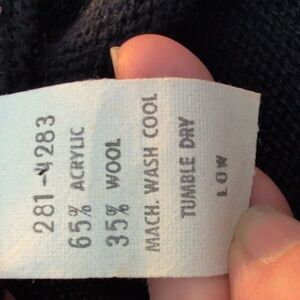 281-4283
65% ACRYLIC
35% WOOL
MACH. WASH COOL
TUMBLE DRY
LOW